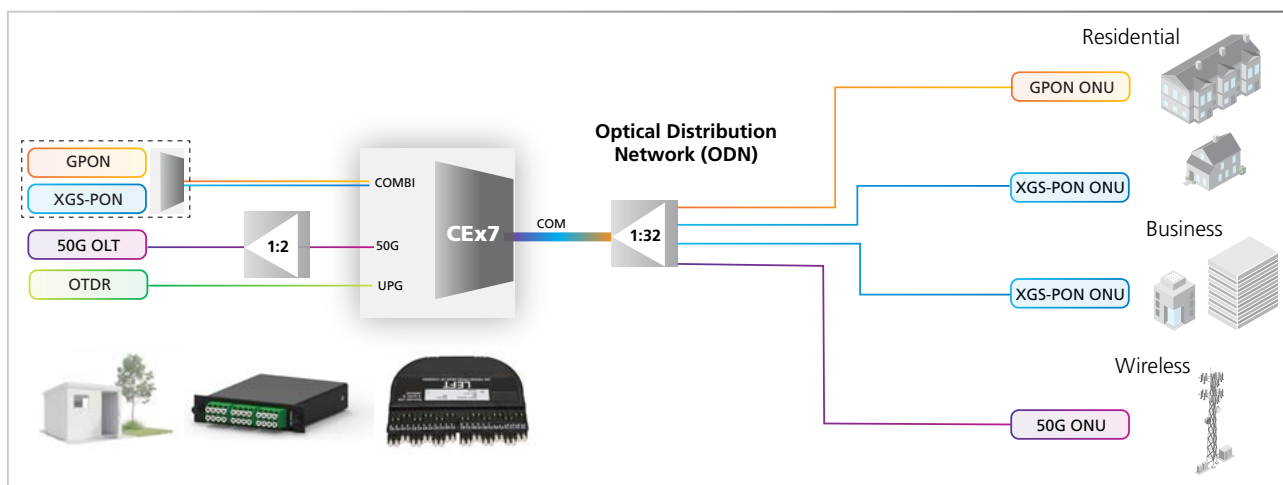 Residential
GPON ONU
Optical Distribution
Network (ODN)
GPON
XGS-PON
COMBI
XGS-PON ONU
Business
CEx7
COM
1:32
50G OLT
1:2
50G
OTDR
UPG
XGS-PON ONU
Wireless
LEFT
50G ONU